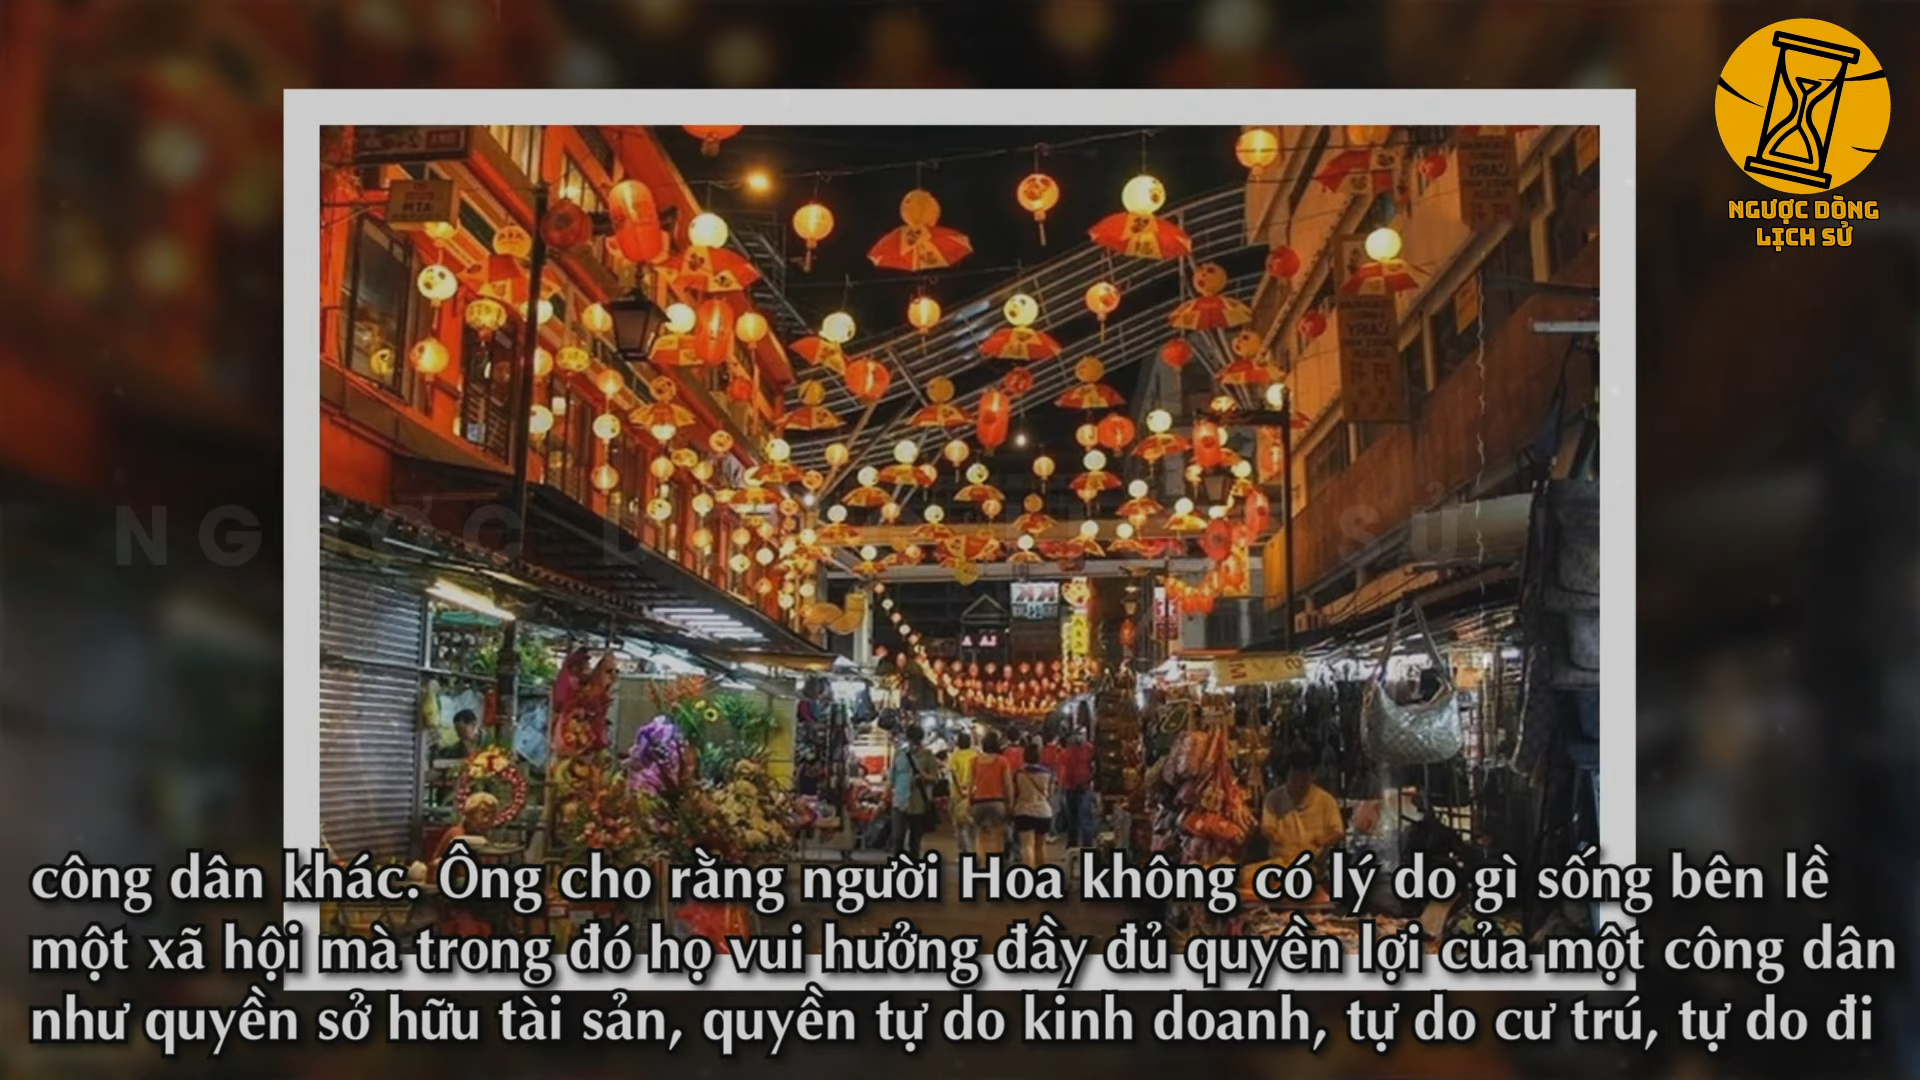 NGƯỢC DÒNG
LỊCH SỬ
công dân khác. Ông cho rằng người Hoa không có lý do gì sống bên lề
một xã hội mà trong đó họ vui hưởng đầy đủ quyền lợi của một công dân
như quyền sở hữu tài sản, quyền tự do kinh doanh, tự do cư trú, tự do đi